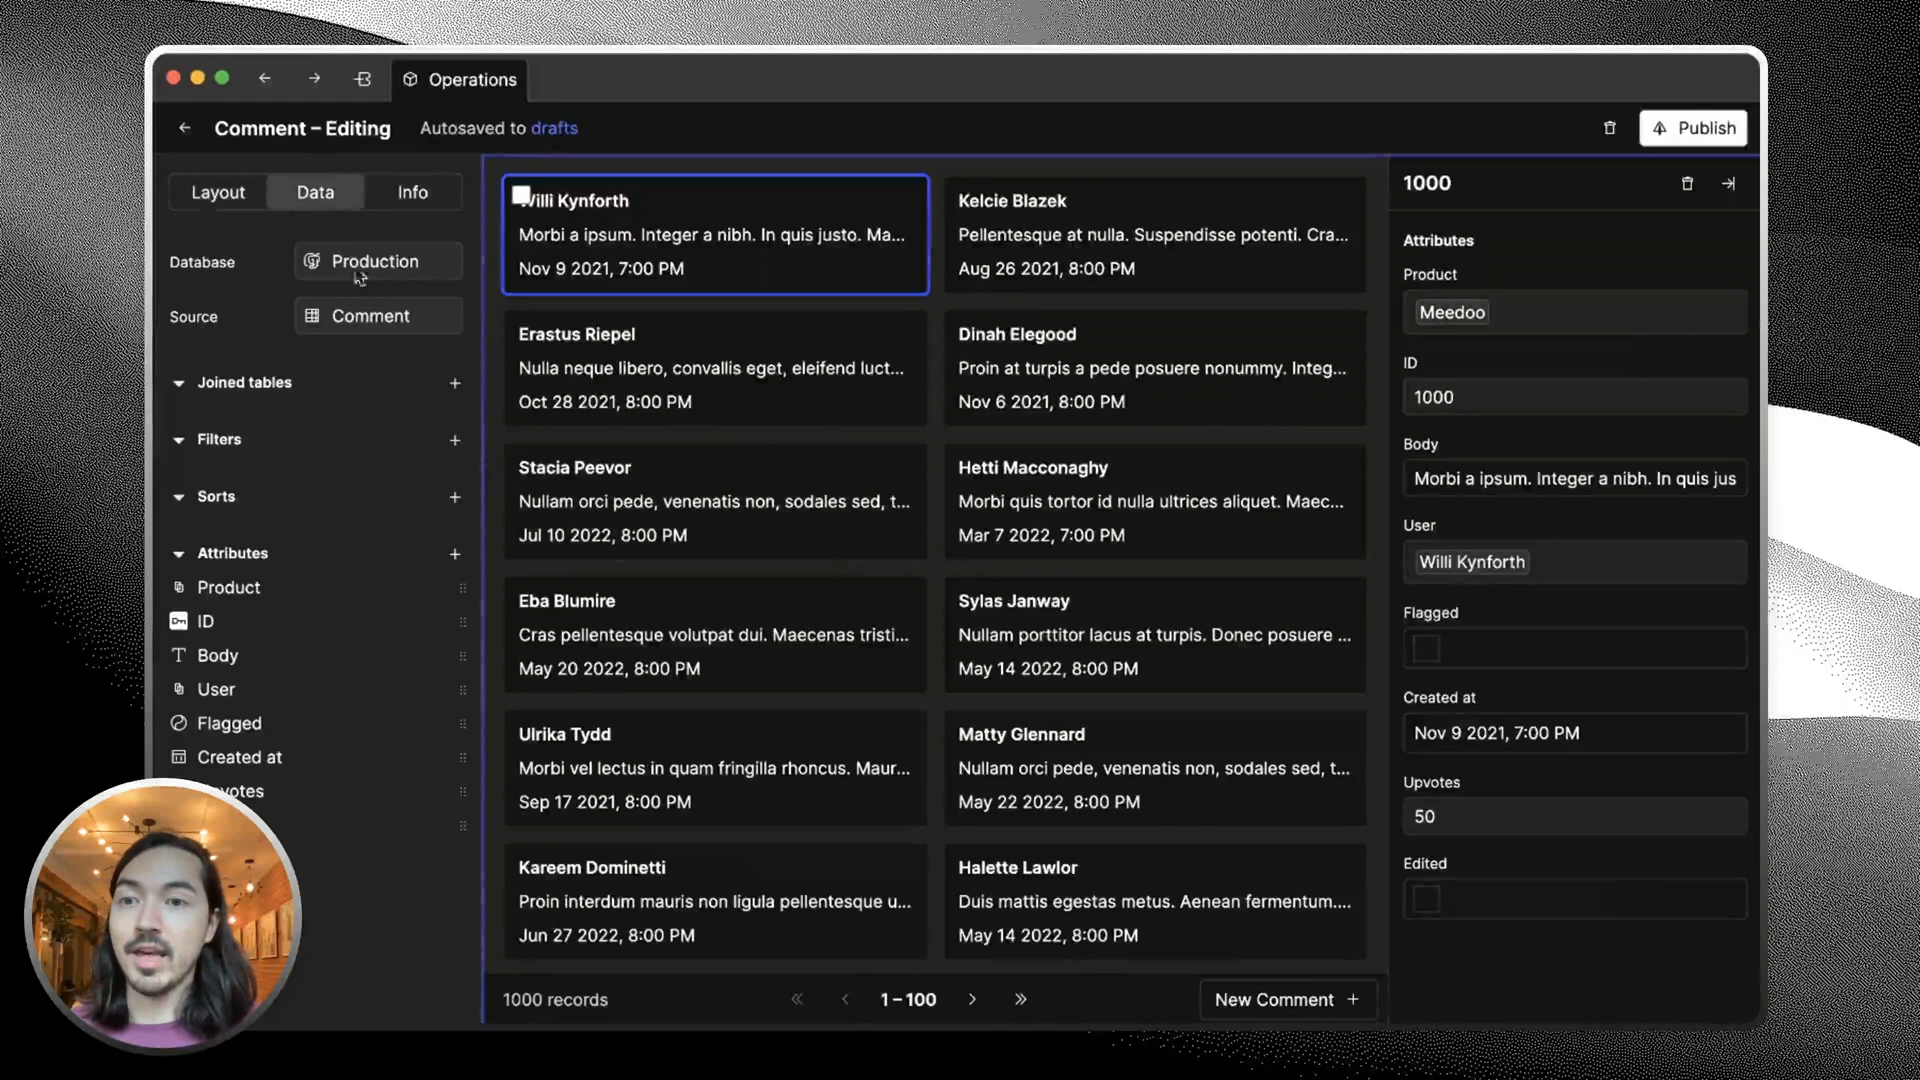 Operations
Comment – Editing
Autosaved to drafts
Publish
Layout
Data
Info
Database
Production
Source
Comment
Joined tables
Filters
Sorts
Attributes
Product
ID
Body
User
Flagged
Created at
Willi Kynforth
Morbi a ipsum. Integer a nibh. In quis justo. Ma...
Nov 9 2021, 7:00 PM
Kelcie Blazek
Pellentesque at nulla. Suspendisse potenti. Cra...
Aug 26 2021, 8:00 PM
Erastus Riepel
Nulla neque libero, convallis eget, eleifend luct...
Oct 28 2021, 8:00 PM
Dinah Elegood
Proin at turpis a pede posuere nonummy. Integ...
Nov 6 2021, 8:00 PM
Stacia Peevor
Nullam orci pede, venenatis non, sodales sed, t...
Jul 10 2022, 8:00 PM
Hetti Macconaghy
Morbi quis tortor id nulla ultrices aliquet. Maec...
Mar 7 2022, 7:00 PM
Eba Blumire
Cras pellentesque volutpat dui. Maecenas tristi...
May 20 2022, 8:00 PM
Sylas Janway
Nullam porttitor lacus at turpis. Donec posuere ...
May 14 2022, 8:00 PM
Ulrika Tydd
Morbi vel lectus in quam fringilla rhoncus. Maur...
Sep 17 2021, 8:00 PM
Matty Glennard
Nullam orci pede, venenatis non, sodales sed, t...
May 22 2022, 8:00 PM
Kareem Dominetti
Proin interdum mauris non ligula pellentesque u...
Jun 27 2022, 8:00 PM
Halette Lawlor
Duis mattis egestas metus. Aenean fermentum....
May 14 2022, 8:00 PM
1000 records
1–100
New Comment +
1000
Attributes
Product
Meedoo
ID
1000
Body
Morbi a ipsum. Integer a nibh. In quis jus
User
Willi Kynforth
Flagged
Created at
Nov 9 2021, 7:00 PM
Upvotes
50
Edited